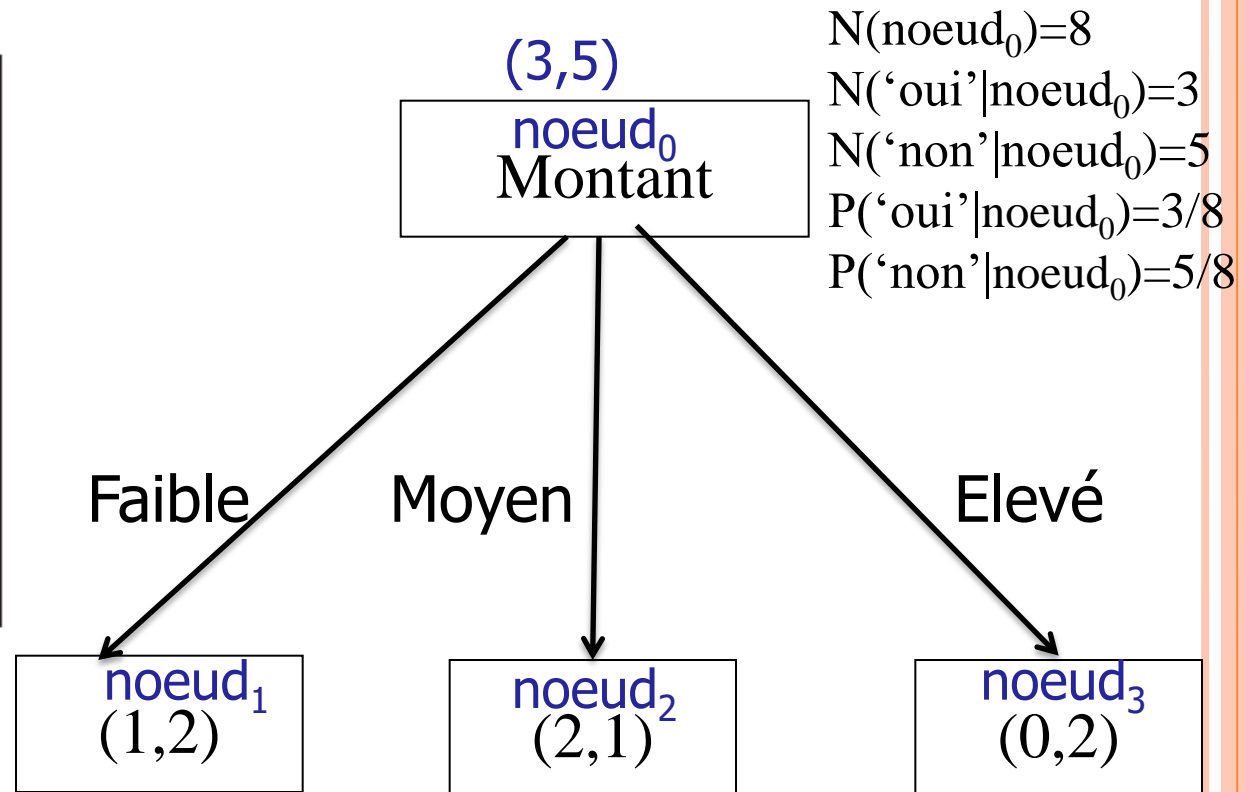 (3,5)
noeud₀
Montant
N(noeud₀)=8
N(‘oui’|noeud₀)=3
N(‘non’|noeud₀)=5
P(‘oui’|noeud₀)=3/8
P(‘non’|noeud₀)=5/8
Faible Moyen Elevé
noeud₁ noeud₂ noeud₃
(1,2) (2,1) (0,2)